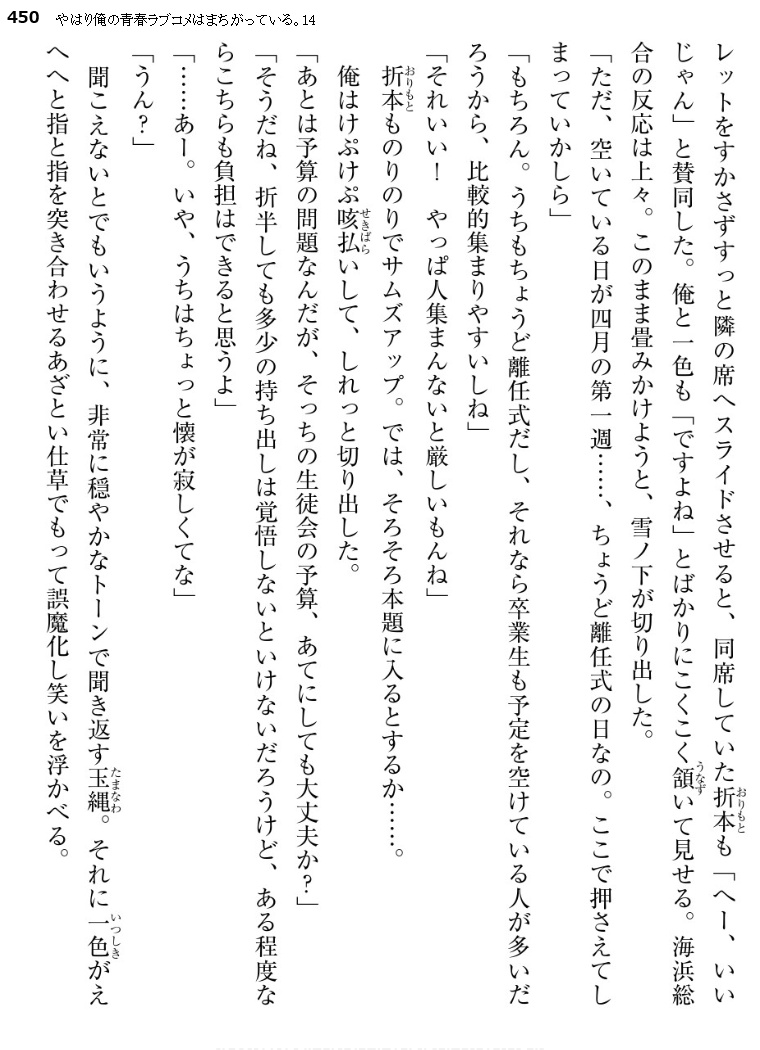 450 やはり俺の青春ラブコメはまちがっている。14
レットをすかさずすっと隣の席へスライドさせると、同席していた折本も「へー、いい
じゃん」と賛同した。俺と一色も「ですよね」とばかりにこくこく頷いて見せる。海浜総
合の反応は上々。このまま畳みかけようと、雪ノ下が切り出した。
「ただ、空いている日が四月の第一週……、ちょうど離任式の日なの。ここで押さえてし
まっていいかしら」
「もちろん。うちもちょうど離任式だし、それなら卒業生も予定を空けている人が多いだ
ろうから、比較的集まりやすいしね」
「それいい！　やっぱ人集まんないと厳しいもんね」
折本ものりのりでサムズアップ。では、そろそろ本題に入るとするか……。
俺はけぷけぷ咳払いして、しれっと切り出した。
「あとは予算の問題なんだが、そっちの生徒会の予算、あてにしても大丈夫か？」
「そうだね、折半しても多少の持ち出しは覚悟しないといけないだろうけど、ある程度な
らこちらも負担はできると思うよ」
「……あー。いや、うちはちょっと懐が寂しくてな」
「うん？」
聞こえないとでもいうように、非常に穏やかなトーンで聞き返す玉縄。それに一色がえ
へへと指と指を突き合わせるあざとい仕草でもって誤魔化し笑いを浮かべる。